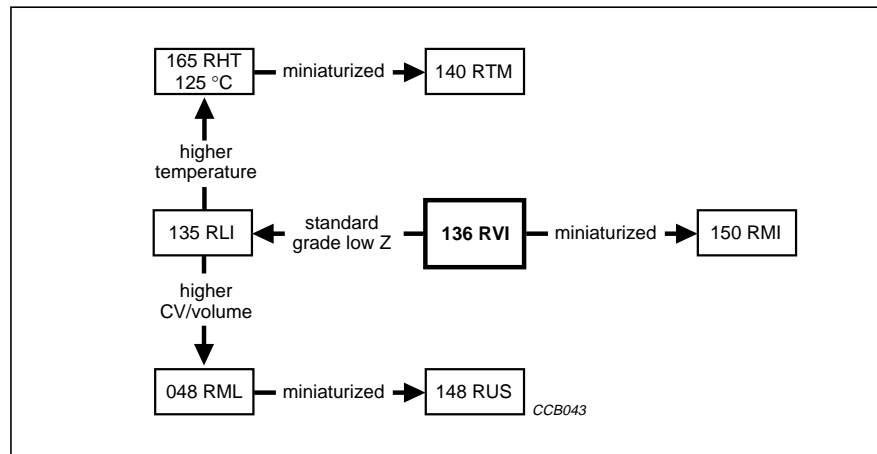 165 RHT
125 °C
miniaturized
140 RTM
higher
temperature
135 RLI
standard
grade low Z
136 RVI
miniaturized
150 RMI
higher
CV/volume
048 RML
miniaturized
148 RUS
CCB043